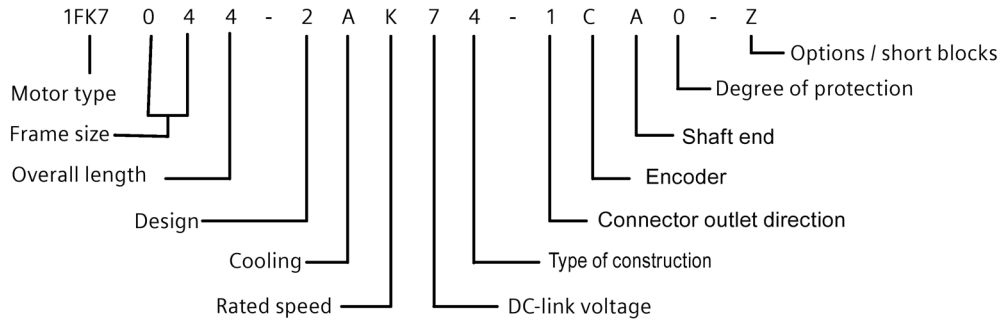 1FK7 0 4 4 - 2 A K 7 4 - 1 C A 0 - Z
Options / short blocks
Motor type
Degree of protection
Frame size
Shaft end
Overall length
Encoder
Design
Connector outlet direction
Cooling
Type of construction
Rated speed
DC-link voltage